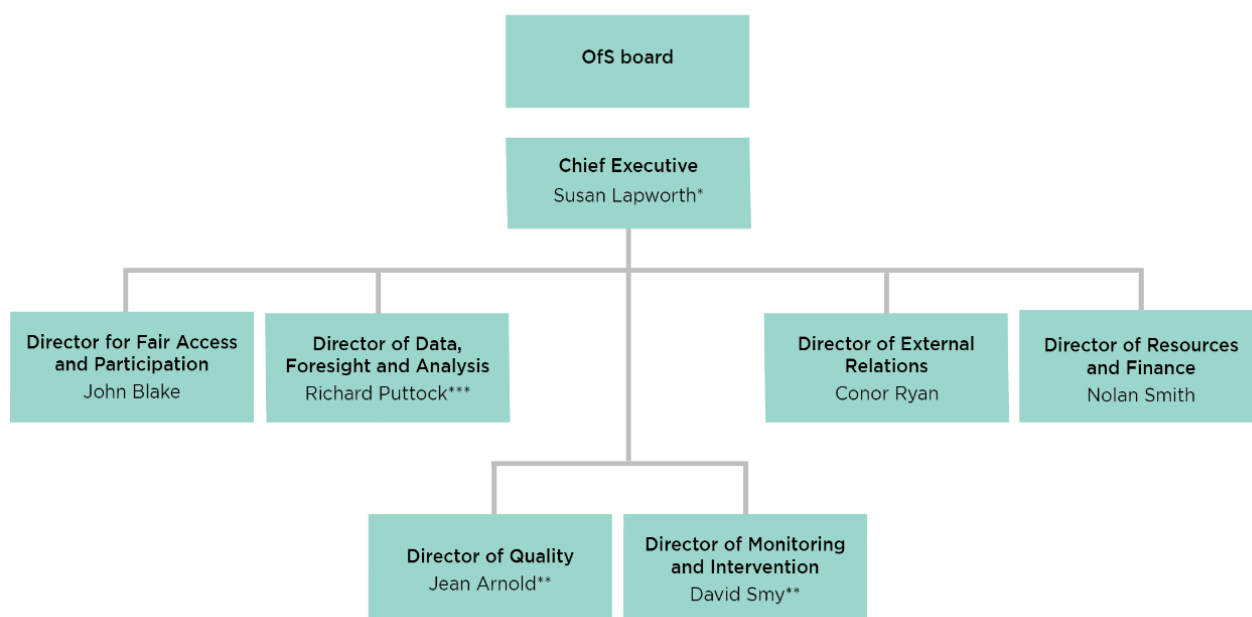 OfS board
Chief Executive
Susan Lapworth*
Director for Fair Access
and Participation
John Blake
Director of Data,
Foresight and Analysis
Richard Puttock***
Director of External
Relations
Conor Ryan
Director of Resources
and Finance
Nolan Smith
Director of Quality
Jean Arnold**
Director of Monitoring
and Intervention
David Smy**